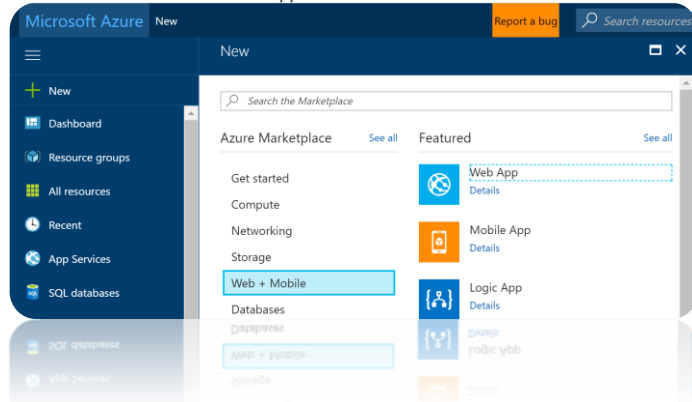 Microsoft Azure New
Report a bug
Search resources
New
New
Search the Marketplace
Dashboard
Resource groups
All resources
Recent
App Services
SQL databases
Azure Marketplace See all
Get started
Compute
Networking
Storage
Web + Mobile
Databases
Featured See all
Web App
Details
Mobile App
Details
Logic App
Details